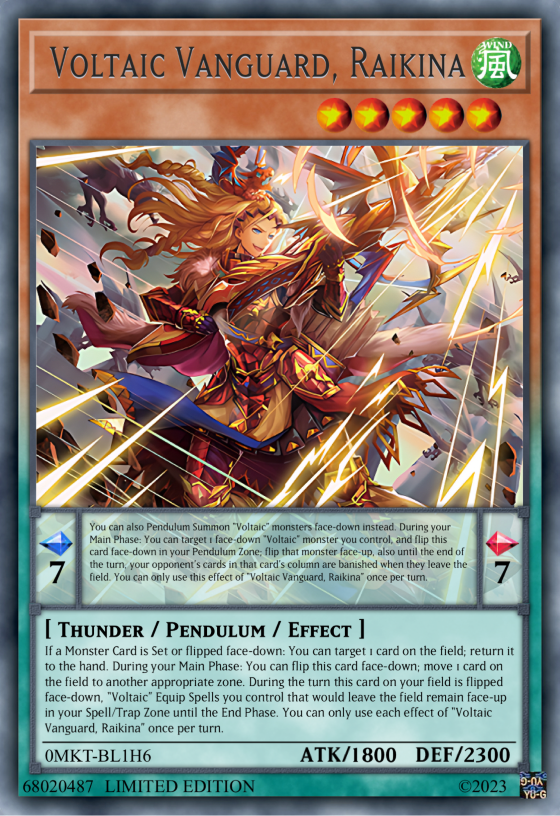 Voltaic Vanguard, Raikina
WIND
風
You can also Pendulum Summon "Voltaic" monsters face-down instead. During your
Main Phase: You can target 1 face-down "Voltaic" monster you control, and flip this
card face-down in your Pendulum Zone; flip that monster face-up, also until the end of
the turn, your opponent's cards in that card's column are banished when they leave the
field. You can only use this effect of "Voltaic Vanguard, Raikina" once per turn.
7
7
[ Thunder / Pendulum / Effect ]
If a Monster Card is Set or flipped face-down: You can target 1 card on the field; return it
to the hand. During your Main Phase: You can flip this card face-down; move 1 card on
the field to another appropriate zone. During the turn this card on your field is flipped
face-down, "Voltaic" Equip Spells you control that would leave the field remain face-up
in your Spell/Trap Zone until the End Phase. You can only use each effect of "Voltaic
Vanguard, Raikina" once per turn.
0MKT-BL1H6 ATK/1800 DEF/2300
68020487 LIMITED EDITION ©2023
YU-G
YU-G